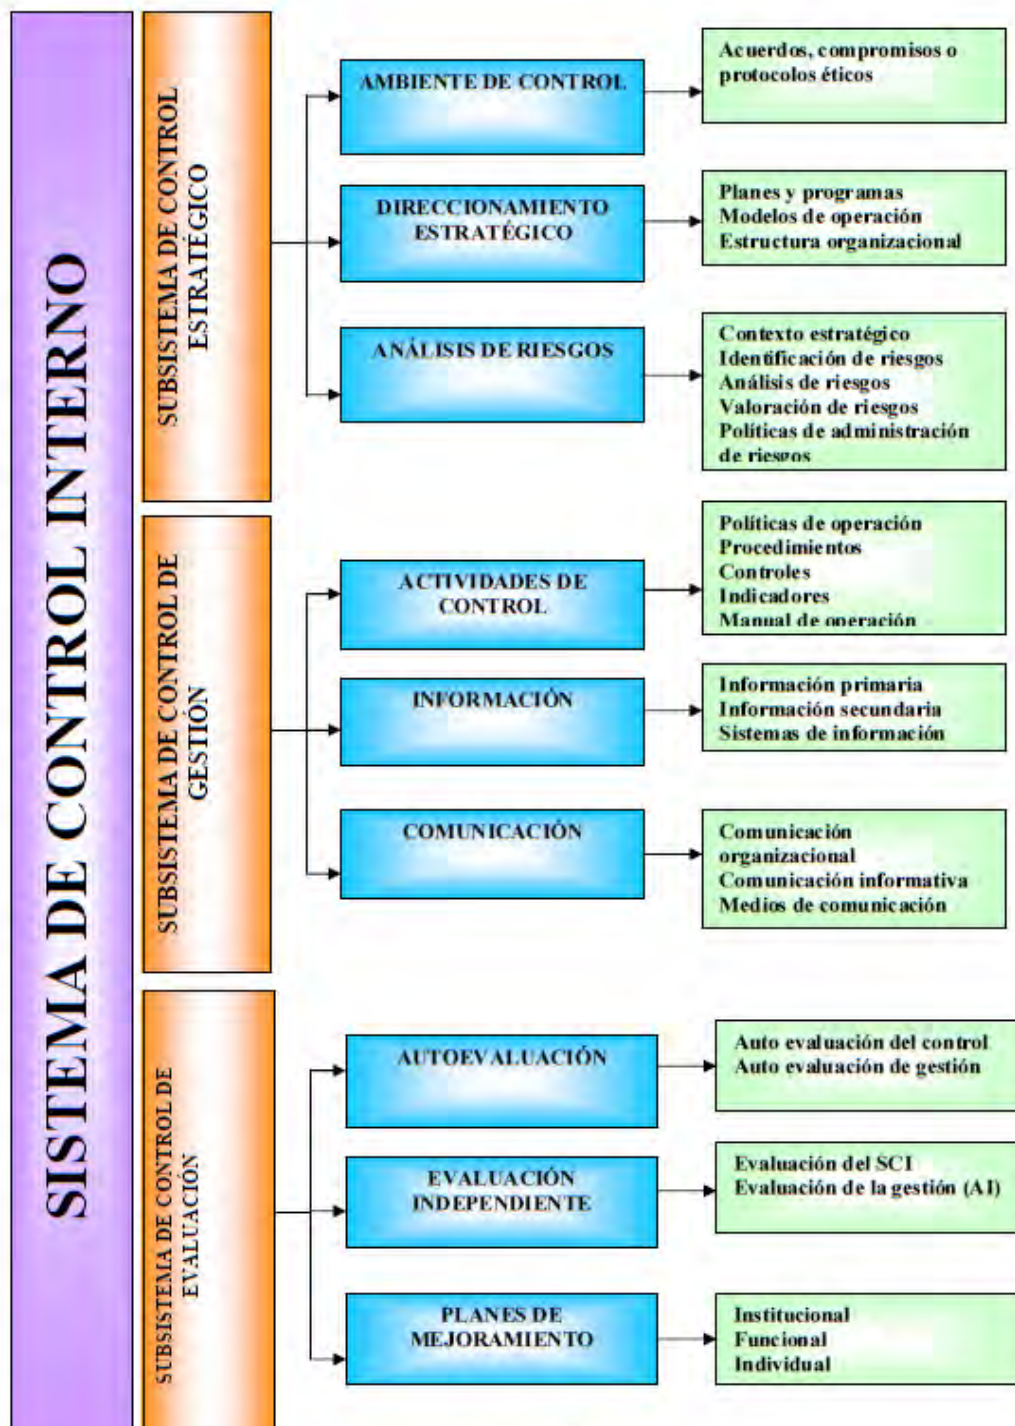 SISTEMA DE CONTROL INTERNO
SUBSISTEMA DE CONTROL
ESTRATÉGICO
AMBIENTE DE CONTROL
Acuerdos, compromisos o
protocolos éticos
DIRECCIONAMIENTO
ESTRATÉGICO
Planes y programas
Modelos de operación
Estructura organizacional
ANÁLISIS DE RIESGOS
Contexto estratégico
Identificación de riesgos
Análisis de riesgos
Valoración de riesgos
Políticas de administración
de riesgos
SUBSISTEMA DE CONTROL DE
GESTIÓN
ACTIVIDADES DE
CONTROL
Políticas de operación
Procedimientos
Controles
Indicadores
Manual de operación
INFORMACIÓN
Información primaria
Información secundaria
Sistemas de información
COMUNICACIÓN
Comunicación
organizacional
Comunicación informativa
Medios de comunicación
SUBSISTEMA DE CONTROL DE
EVALUACIÓN
AUTOEVALUACIÓN
Auto evaluación del control
Auto evaluación de gestión
EVALUACIÓN
INDEPENDIENTE
Evaluación del SCI
Evaluación de la gestión (AI)
PLANES DE
MEJORAMIENTO
Institucional
Funcional
Individual